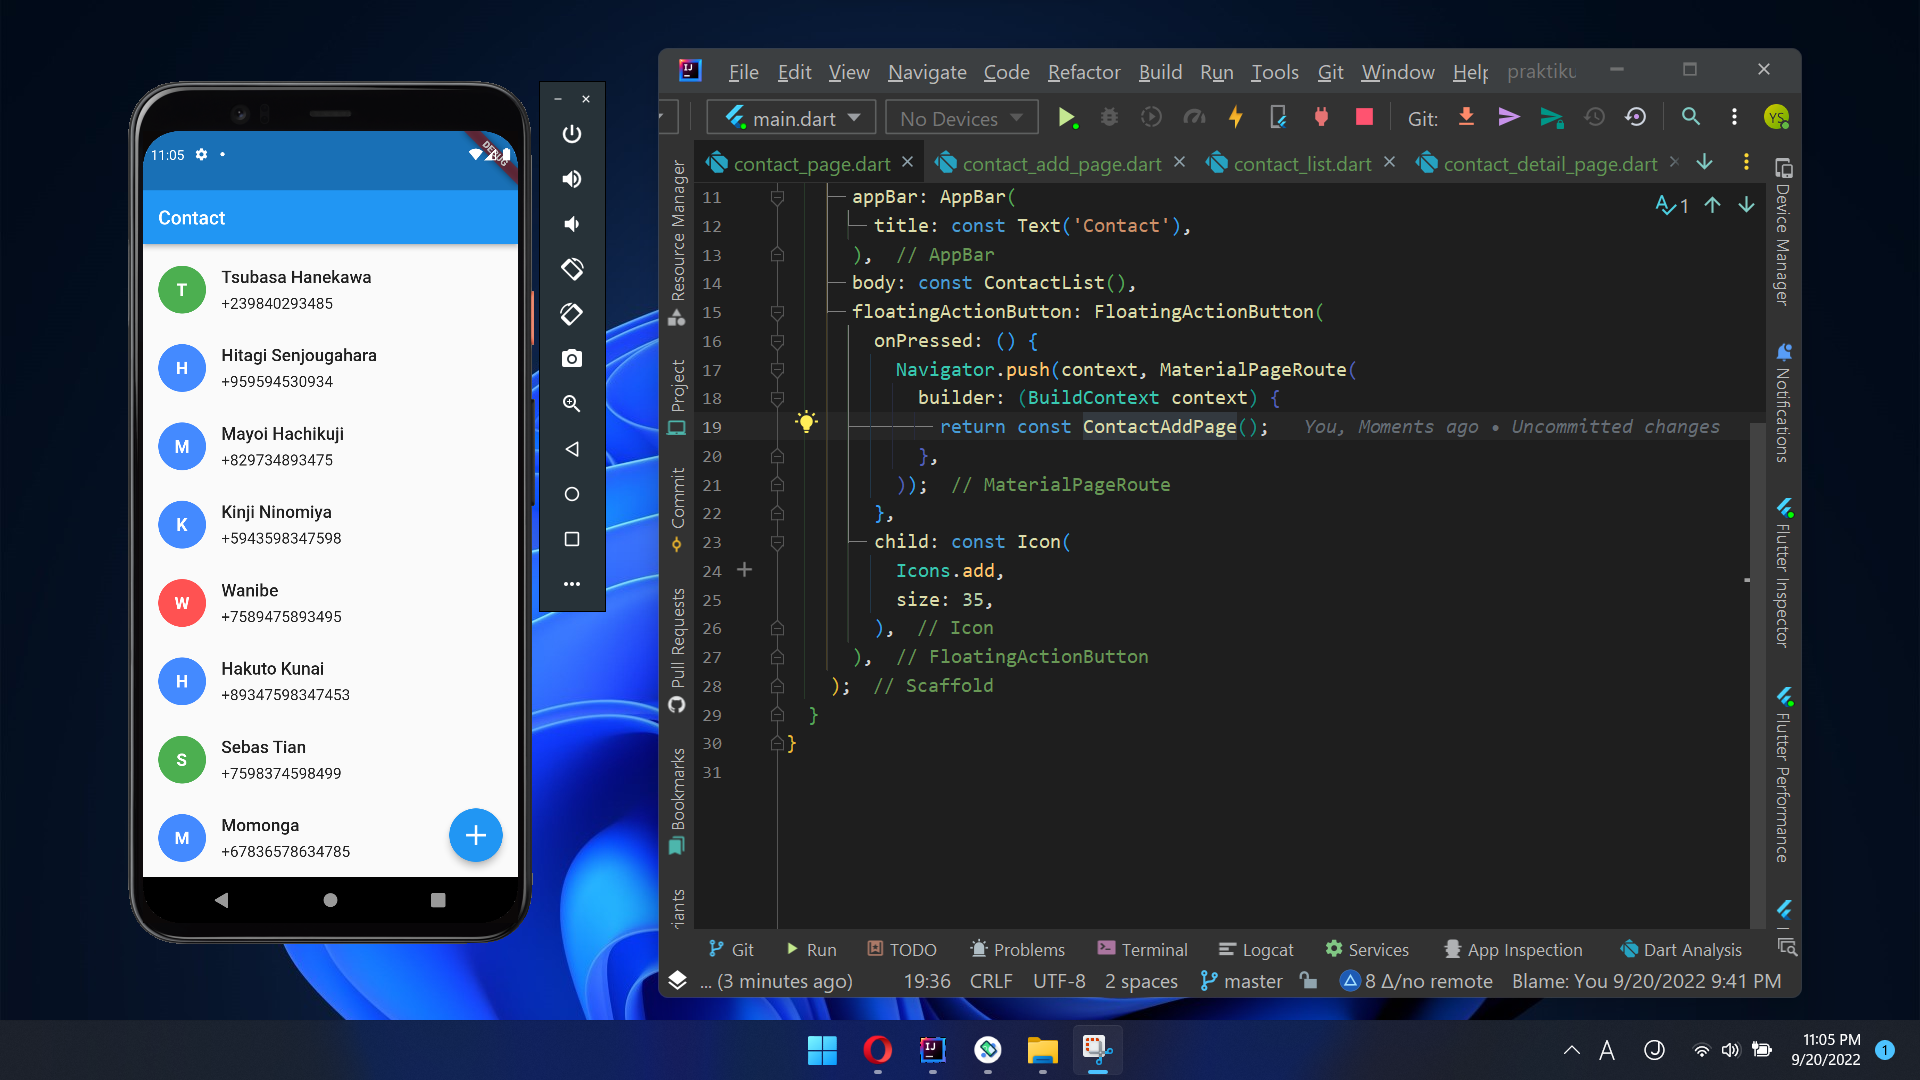 11:05
DEBUG
Contact
T
Tsubasa Hanekawa
+239840293485
H
Hitagi Senjougahara
+959594530934
M
Mayoi Hachikuji
+829734893475
K
Kinji Ninomiya
+5943598347598
W
Wanibe
+7589475893495
H
Hakuto Kunai
+89347598347453
S
Sebas Tian
+7598374598499
M
Momonga
+67836578634785
IJ File Edit View Navigate Code Refactor Build Run Tools Git Window Help praktiku
main.dart No Devices Git: YS
contact_page.dart contact_add_page.dart contact_list.dart contact_detail_page.dart
Resource Manager
Project
Commit
Pull Requests
Bookmarks
riants
1
11 appBar: AppBar(
12 title: const Text('Contact'),
13 ), // AppBar
14 body: const ContactList(),
15 floatingActionButton: FloatingActionButton(
16 onPressed: () {
17 Navigator.push(context, MaterialPageRoute(
18 builder: (BuildContext context) {
19 return const ContactAddPage(); You, Moments ago • Uncommitted changes
20 },
21 )); // MaterialPageRoute
22 },
23 child: const Icon(
24 Icons.add,
25 size: 35,
26 ), // Icon
27 ), // FloatingActionButton
28 ); // Scaffold
29 }
30 }
31
Device Manager
Notifications
Flutter Inspector
Flutter Performance
Git Run TODO Problems Terminal Logcat Services App Inspection Dart Analysis
... (3 minutes ago) 19:36 CRLF UTF-8 2 spaces master 8 Δ/no remote Blame: You 9/20/2022 9:41 PM
IJ A J 11:05 PM
9/20/2022 1